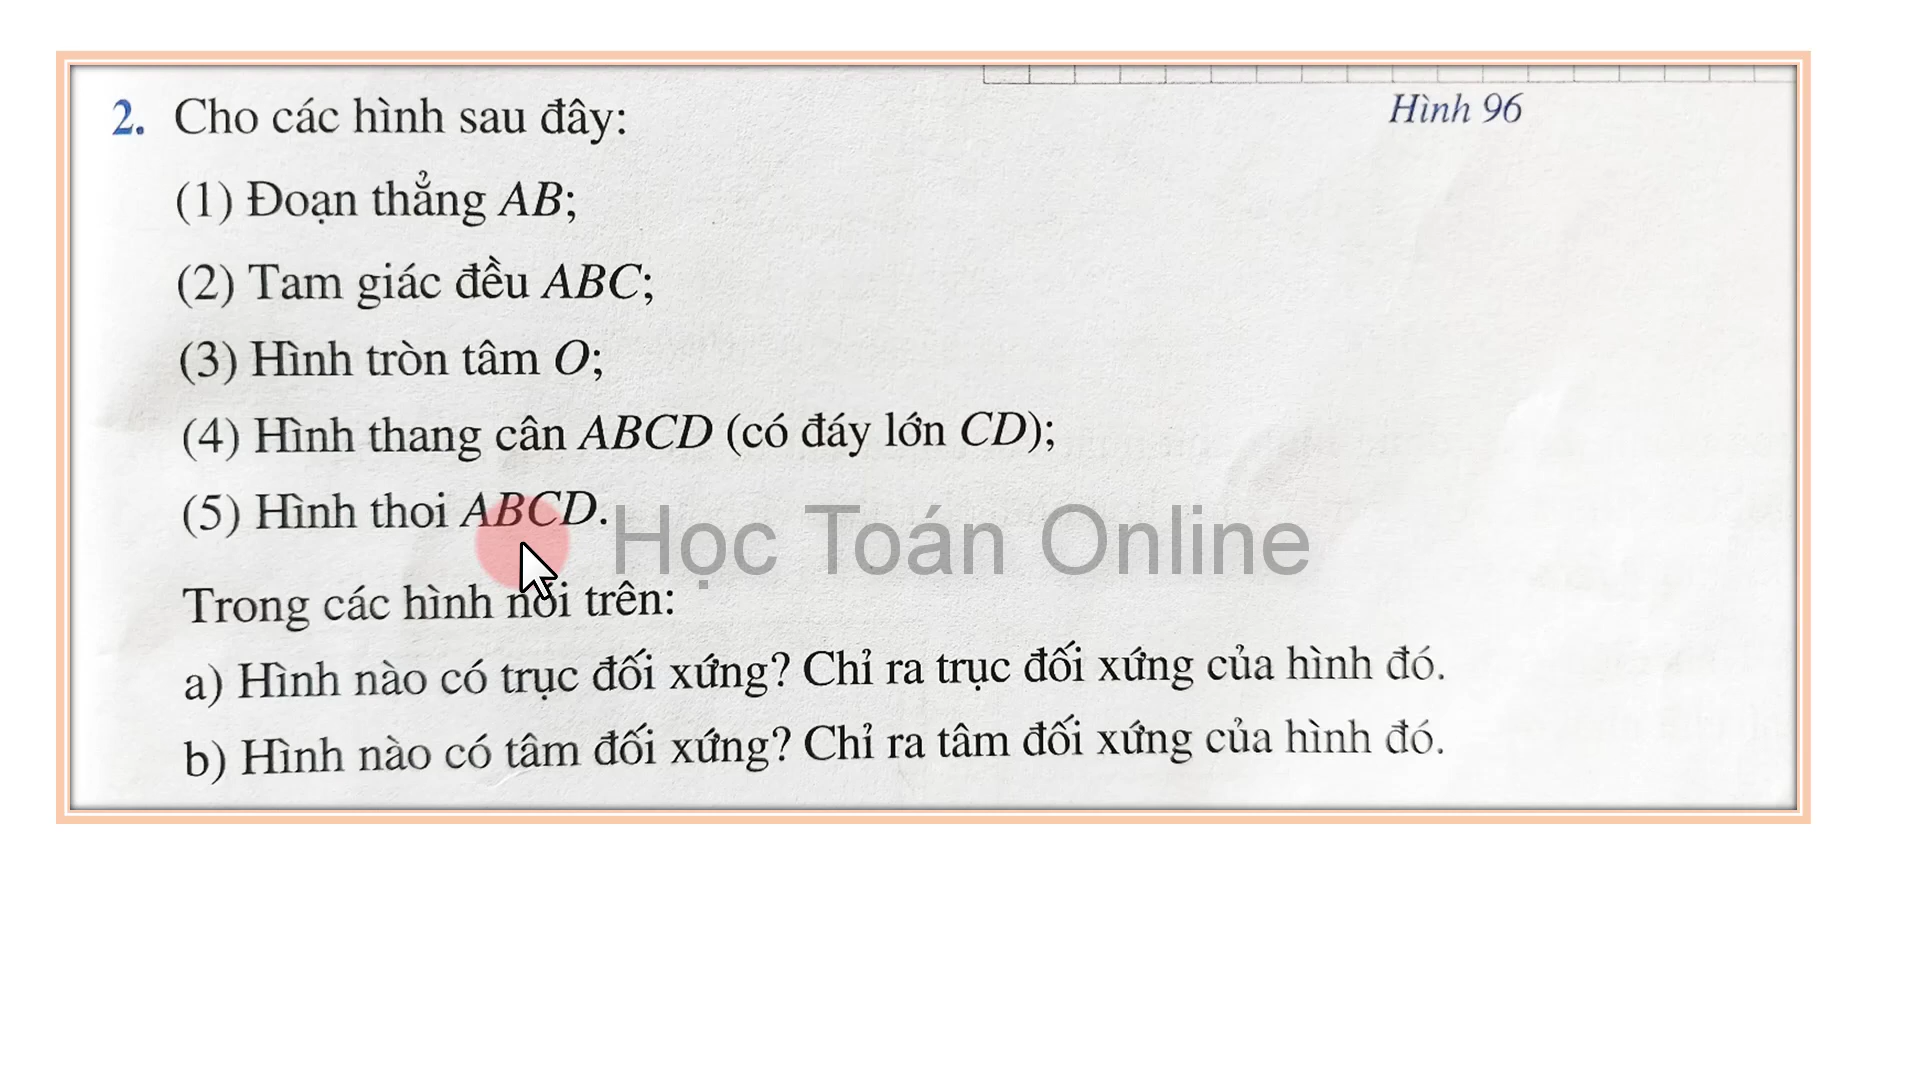 Hình 96
2. Cho các hình sau đây:
(1) Đoạn thẳng AB;
(2) Tam giác đều ABC;
(3) Hình tròn tâm O;
(4) Hình thang cân ABCD (có đáy lớn CD);
(5) Hình thoi ABCD.
Học Toán Online
Trong các hình nói trên:
a) Hình nào có trục đối xứng? Chỉ ra trục đối xứng của hình đó.
b) Hình nào có tâm đối xứng? Chỉ ra tâm đối xứng của hình đó.